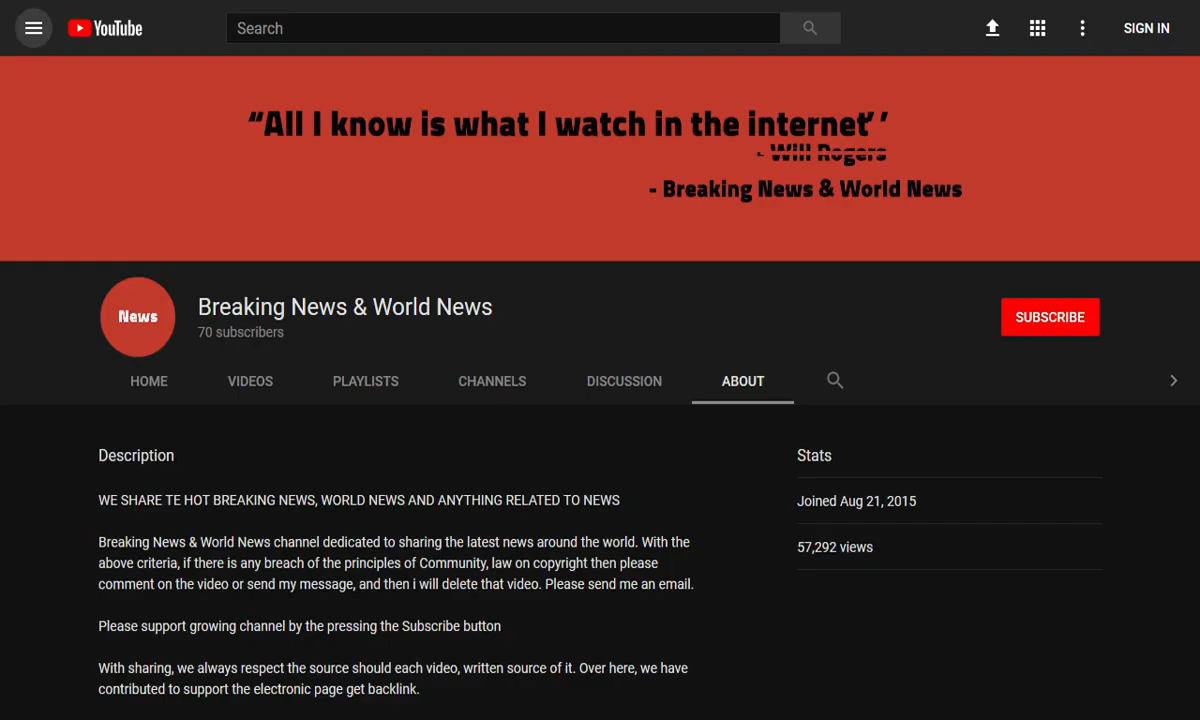 YouTube
Search
SIGN IN
“All I know is what I watch in the internet’’
- Will Rogers
- Breaking News & World News
News
Breaking News & World News
70 subscribers
SUBSCRIBE
HOME VIDEOS PLAYLISTS CHANNELS DISCUSSION ABOUT
Description
WE SHARE TE HOT BREAKING NEWS, WORLD NEWS AND ANYTHING RELATED TO NEWS
Breaking News & World News channel dedicated to sharing the latest news around the world. With the
above criteria, if there is any breach of the principles of Community, law on copyright then please
comment on the video or send my message, and then i will delete that video. Please send me an email.
Please support growing channel by the pressing the Subscribe button
With sharing, we always respect the source should each video, written source of it. Over here, we have
contributed to support the electronic page get backlink.
Stats
Joined Aug 21, 2015
57,292 views